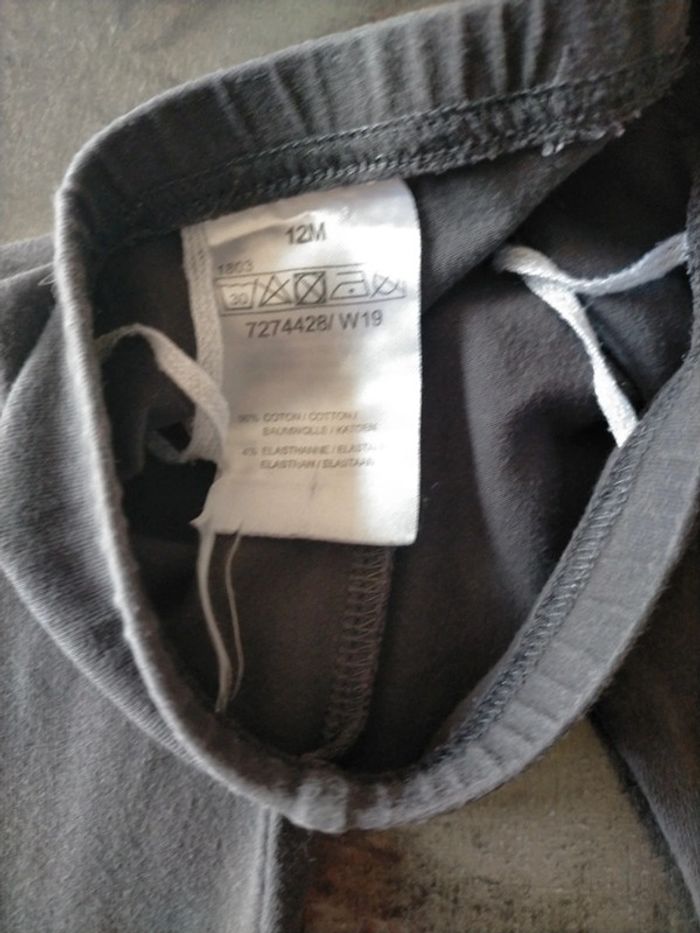 12M
1803
30
7274428/ W19
96% COTON / COTTON /
BAUMWOLLE / KATOEN
4% ELASTHANNE / ELASTAN
ELASTHAN / ELASTAAN